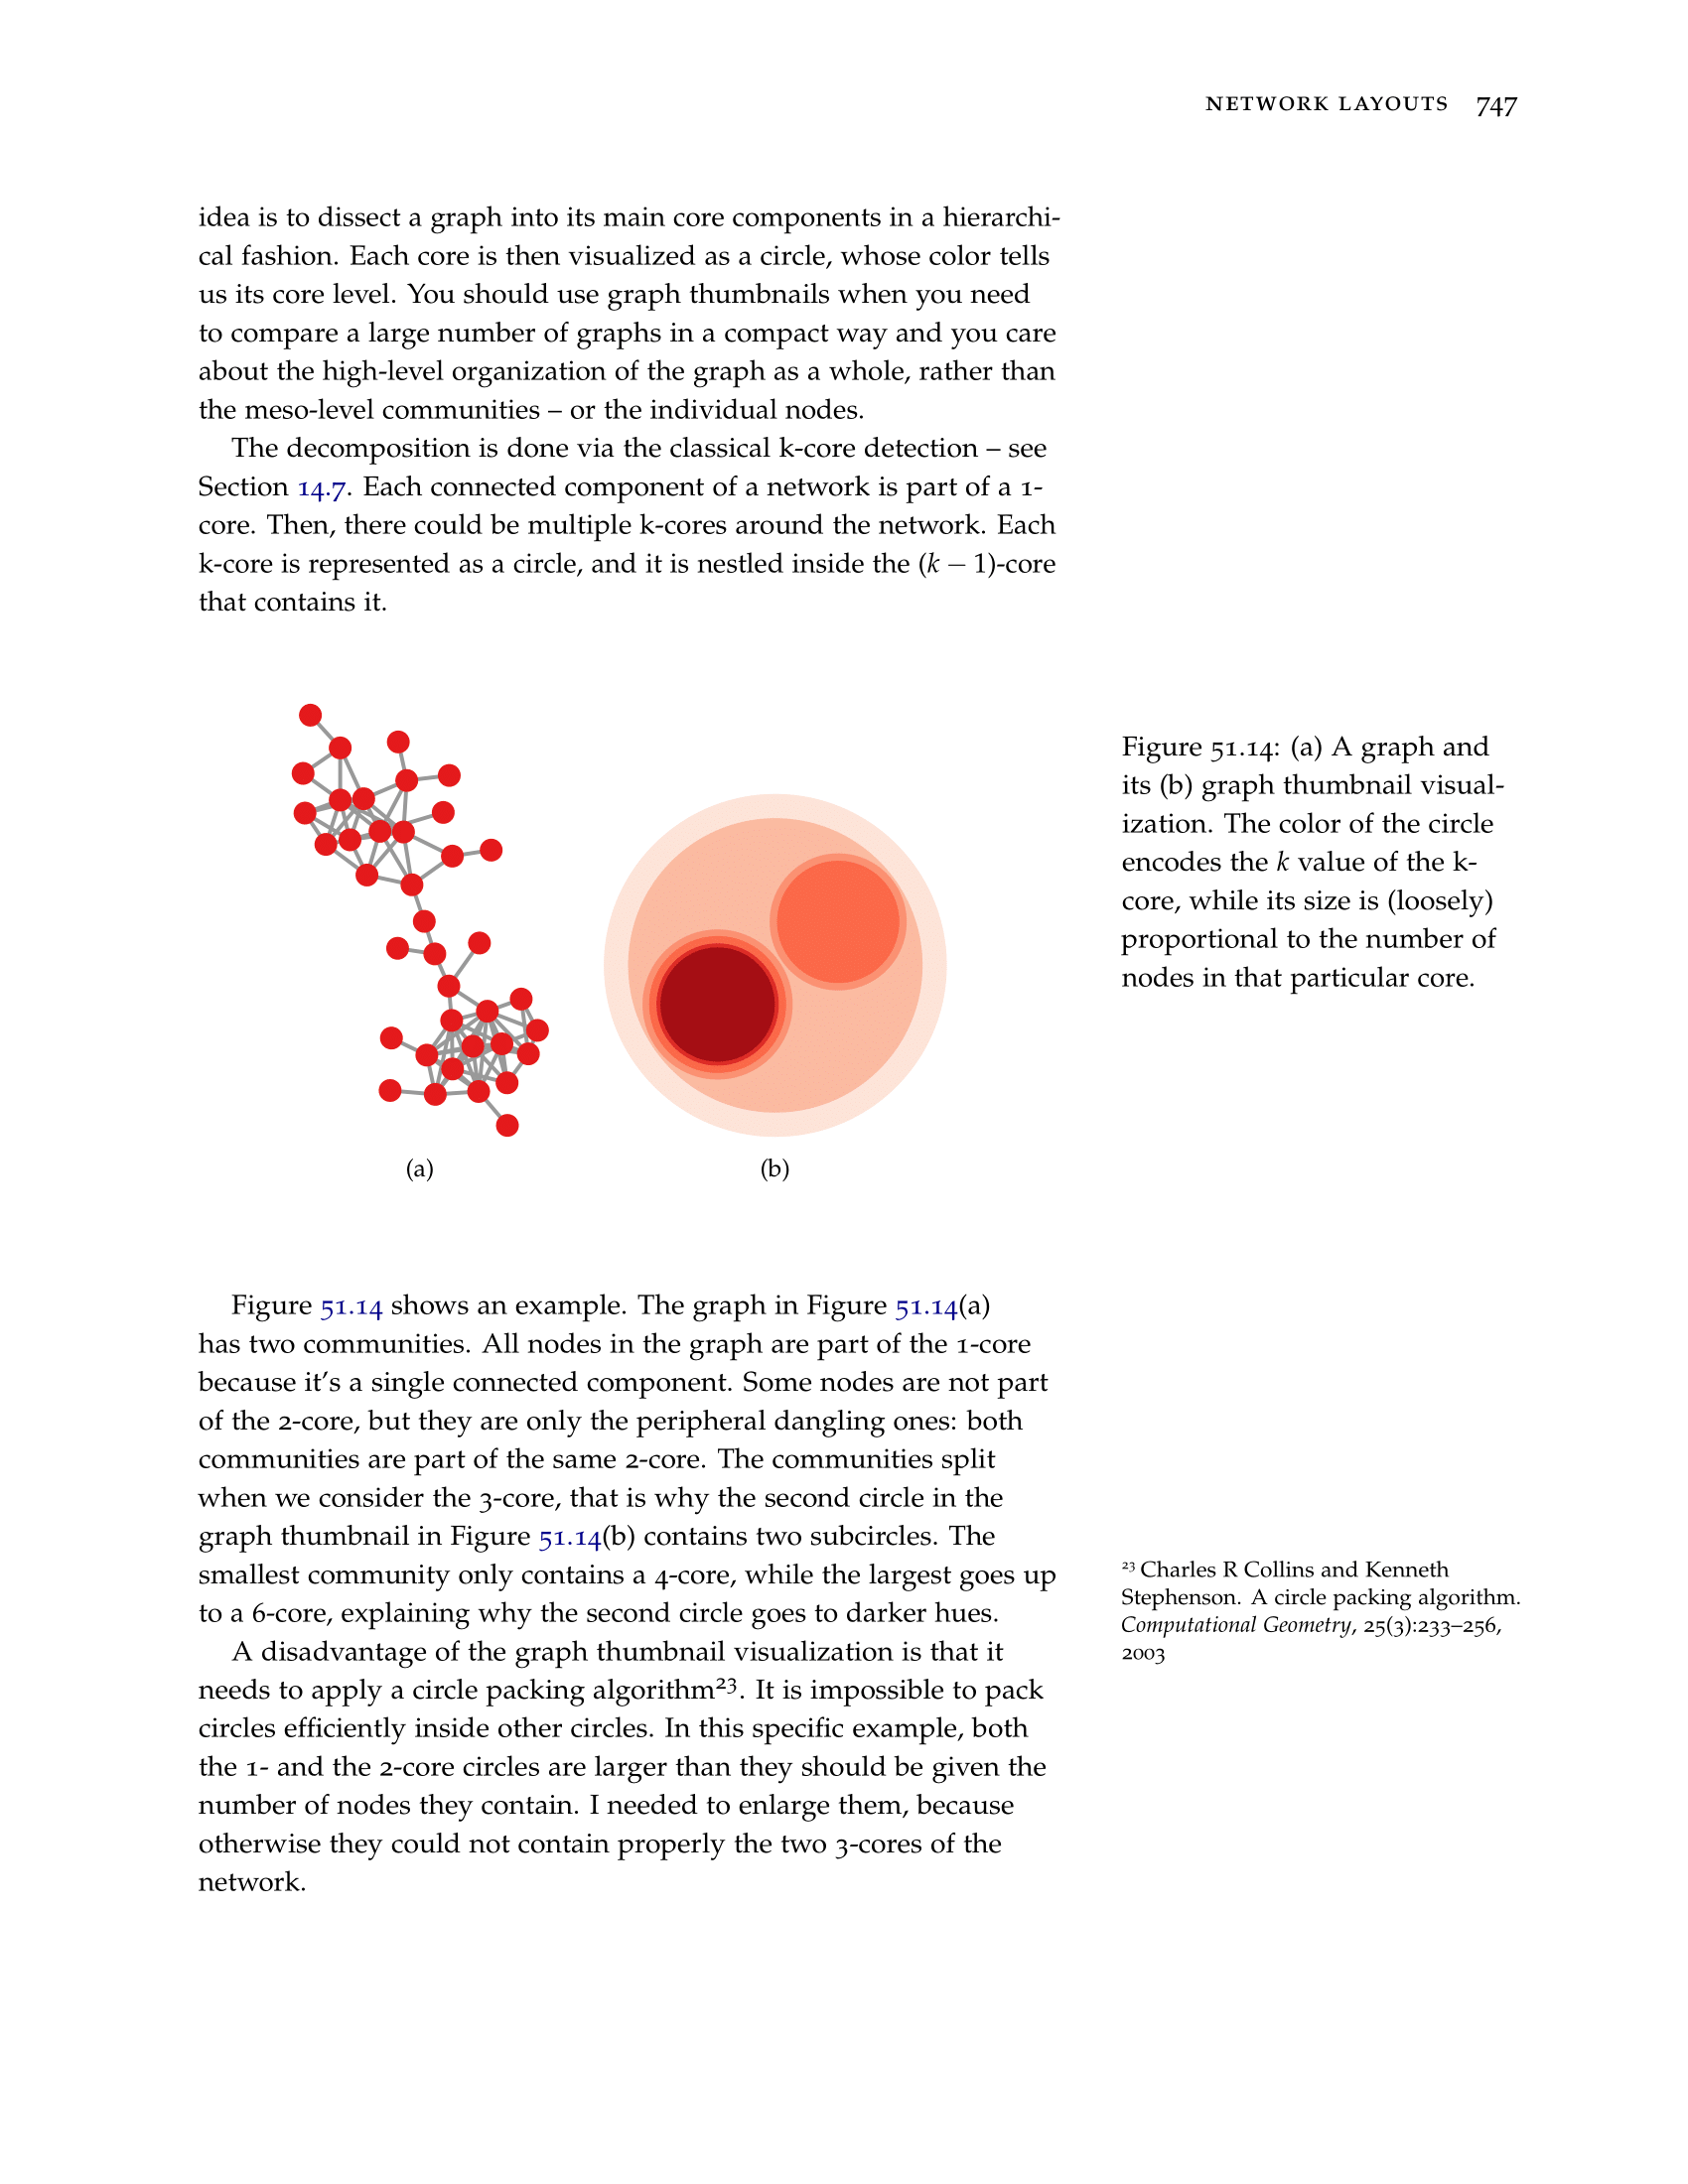 NETWORK LAYOUTS 747
idea is to dissect a graph into its main core components in a hierarchi-
cal fashion. Each core is then visualized as a circle, whose color tells
us its core level. You should use graph thumbnails when you need
to compare a large number of graphs in a compact way and you care
about the high-level organization of the graph as a whole, rather than
the meso-level communities – or the individual nodes.
The decomposition is done via the classical k-core detection – see
Section 14.7. Each connected component of a network is part of a 1-
core. Then, there could be multiple k-cores around the network. Each
k-core is represented as a circle, and it is nestled inside the (k − 1)-core
that contains it.
(a)
(b)
Figure 51.14: (a) A graph and
its (b) graph thumbnail visual-
ization. The color of the circle
encodes the k value of the k-
core, while its size is (loosely)
proportional to the number of
nodes in that particular core.
Figure 51.14 shows an example. The graph in Figure 51.14(a)
has two communities. All nodes in the graph are part of the 1-core
because it's a single connected component. Some nodes are not part
of the 2-core, but they are only the peripheral dangling ones: both
communities are part of the same 2-core. The communities split
when we consider the 3-core, that is why the second circle in the
graph thumbnail in Figure 51.14(b) contains two subcircles. The
smallest community only contains a 4-core, while the largest goes up
to a 6-core, explaining why the second circle goes to darker hues.
A disadvantage of the graph thumbnail visualization is that it
needs to apply a circle packing algorithm23. It is impossible to pack
circles efficiently inside other circles. In this specific example, both
the 1- and the 2-core circles are larger than they should be given the
number of nodes they contain. I needed to enlarge them, because
otherwise they could not contain properly the two 3-cores of the
network.
23 Charles R Collins and Kenneth
Stephenson. A circle packing algorithm.
Computational Geometry, 25(3):233–256,
2003